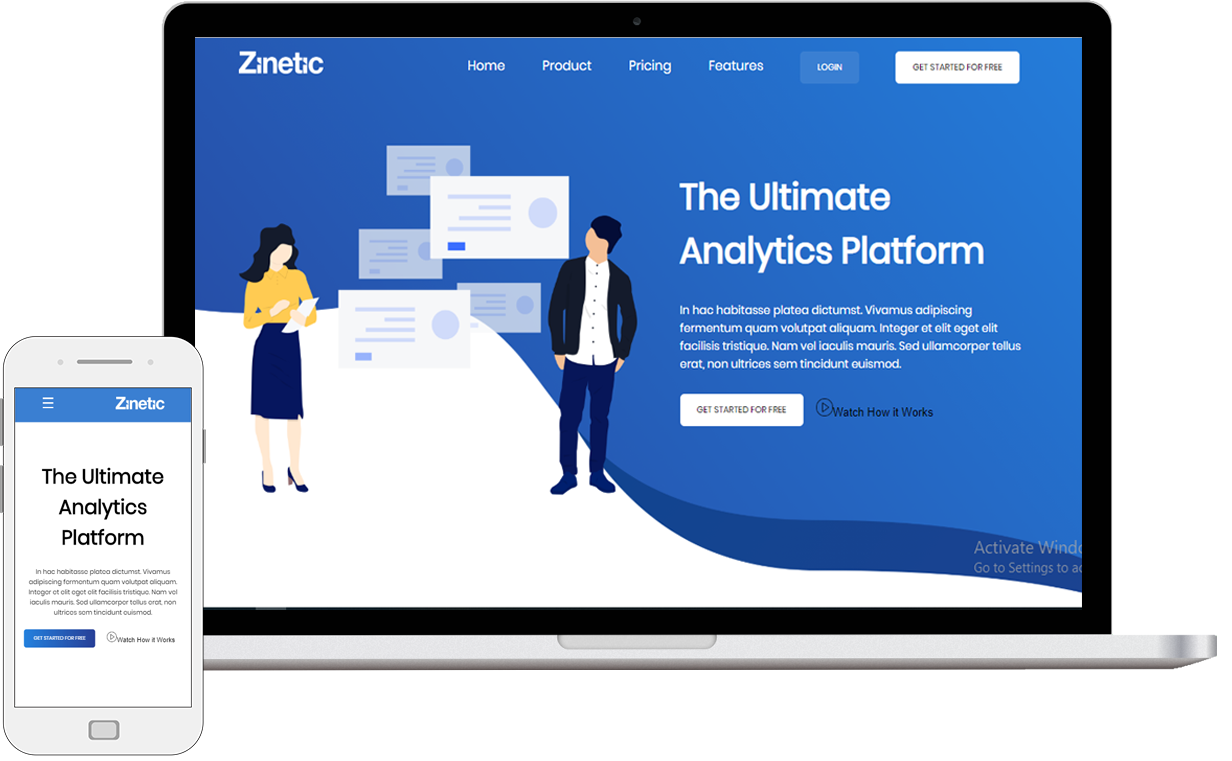 Zinetic
Home Product Pricing Features LOGIN GET STARTED FOR FREE
The Ultimate
Analytics Platform
In hac habitasse platea dictumst. Vivamus adipiscing
fermentum quam volutpat aliquam. Integer et elit eget elit
facilisis tristique. Nam vel iaculis mauris. Sed ullamcorper tellus
erat, non ultrices sem tincidunt euismod.
GET STARTED FOR FREE Watch How it Works
Activate Windo
Go to Settings to ac
Zinetic
The Ultimate
Analytics
Platform
In hac habitasse platea dictumst. Vivamus
adipiscing fermentum quam volutpat aliquam.
Integer et elit eget elit facilisis tristique. Nam vel
iaculis mauris. Sed ullamcorper tellus erat, non
ultrices sem tincidunt euismod.
GET STARTED FOR FREE Watch How it Works